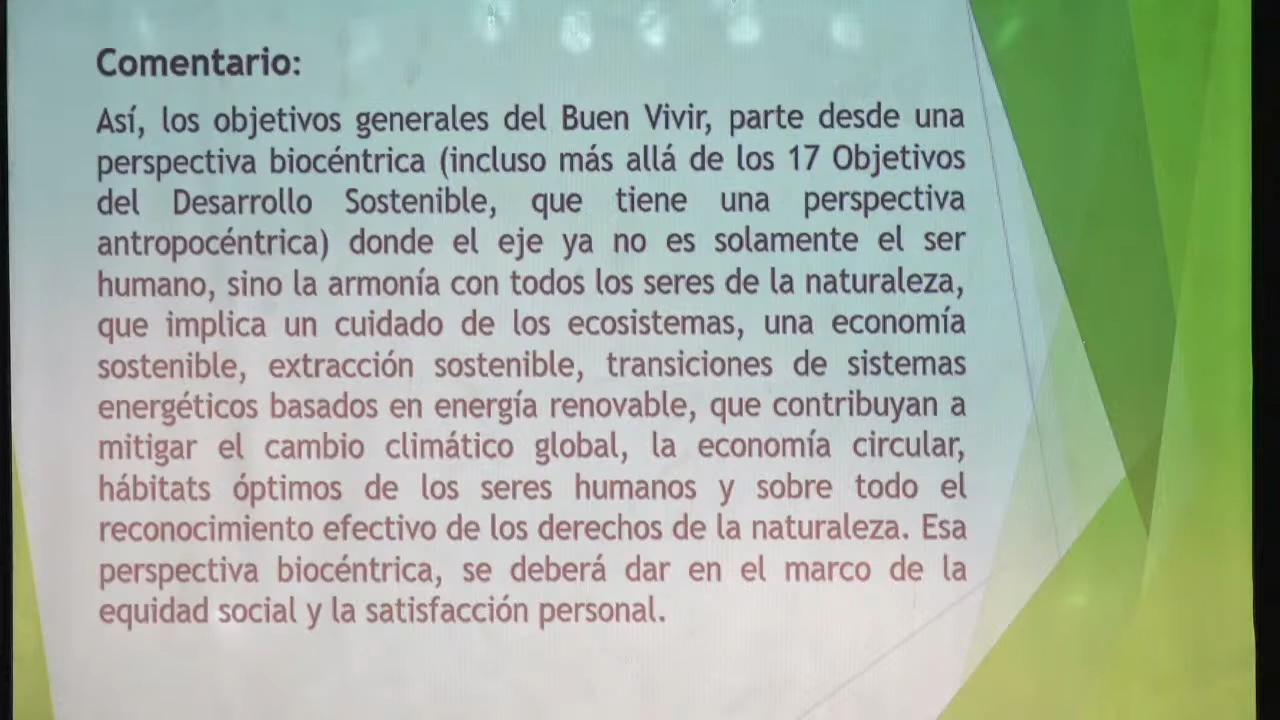 Comentario:
Así, los objetivos generales del Buen Vivir, parte desde una
perspectiva biocéntrica (incluso más allá de los 17 Objetivos
del Desarrollo Sostenible, que tiene una perspectiva
antropocéntrica) donde el eje ya no es solamente el ser
humano, sino la armonía con todos los seres de la naturaleza,
que implica un cuidado de los ecosistemas, una economía
sostenible, extracción sostenible, transiciones de sistemas
energéticos basados en energía renovable, que contribuyan a
mitigar el cambio climático global, la economía circular,
hábitats óptimos de los seres humanos y sobre todo el
reconocimiento efectivo de los derechos de la naturaleza. Esa
perspectiva biocéntrica, se deberá dar en el marco de la
equidad social y la satisfacción personal.